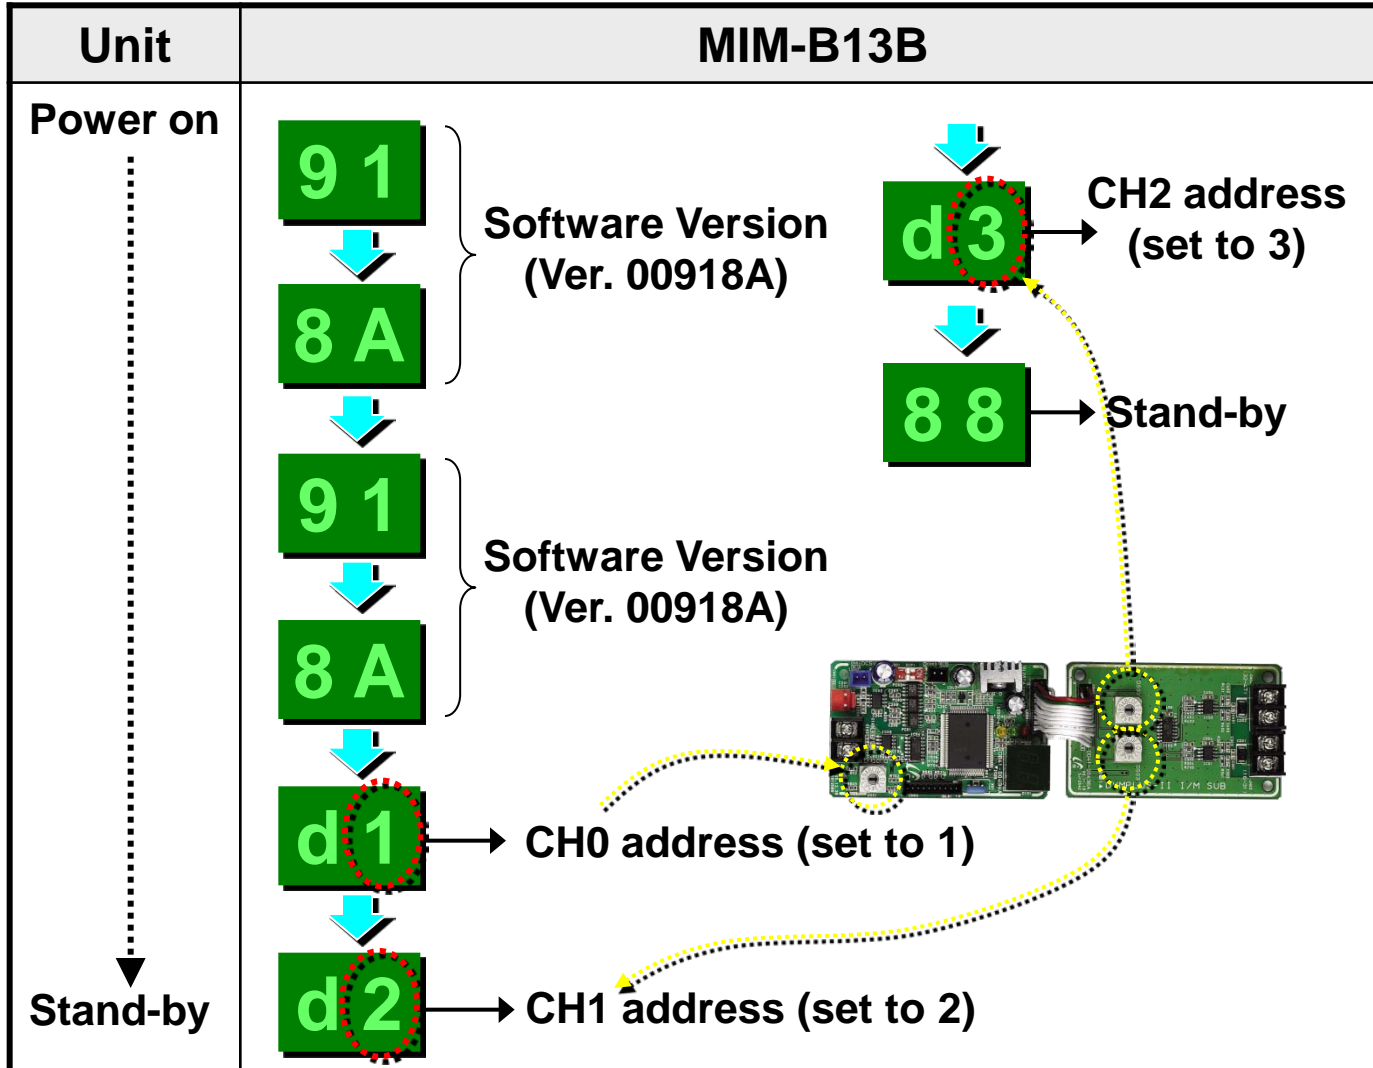 Unit
MIM-B13B
Power on
Stand-by
9 1
8 A
Software Version
(Ver. 00918A)
9 1
8 A
Software Version
(Ver. 00918A)
d 1
CH0 address (set to 1)
d 2
CH1 address (set to 2)
d 3
CH2 address
(set to 3)
8 8
Stand-by
I/M SUB